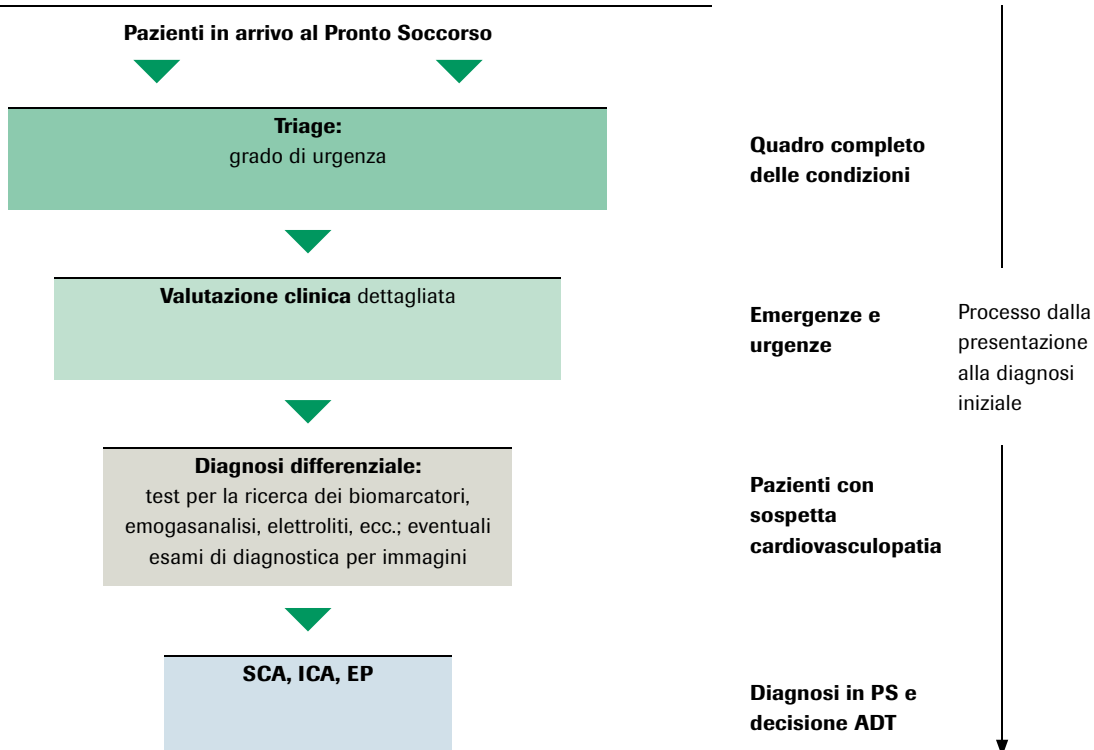 Pazienti in arrivo al Pronto Soccorso
Triage:
grado di urgenza
Quadro completo
delle condizioni
Valutazione clinica dettagliata
Emergenze e
urgenze
Processo dalla
presentazione
alla diagnosi
iniziale
Diagnosi differenziale:
test per la ricerca dei biomarcatori,
emogasanalisi, elettroliti, ecc.; eventuali
esami di diagnostica per immagini
Pazienti con
sospetta
cardiovasculopatia
SCA, ICA, EP
Diagnosi in PS e
decisione ADT